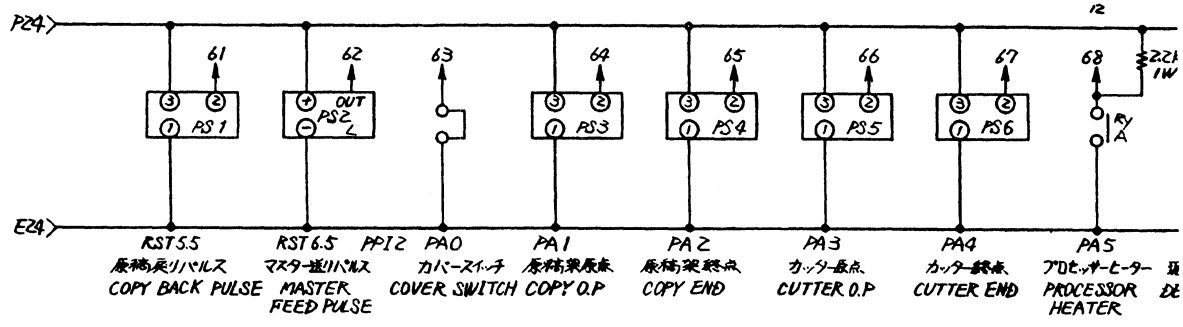 12
PZ4
61
62
63
64
65
66
67
68
2.2k
1W
3 2
+ OUT
3 2
3 2
3 2
3 2
1 PS1
PS2
- L
1 PS3
1 PS4
1 PS5
1 PS6
Ry
A
EZ4
RST5.5 RST6.5 PPI2 PA0 PA1 PA2 PA3 PA4 PA5
原稿戻りパルス マスター送りパルス カバースイッチ 原稿架原点 原稿架終点 カッター原点 カッター終点 プロセッサーヒーター
COPY BACK PULSE MASTER COVER SWITCH COPY O.P COPY END CUTTER O.P CUTTER END PROCESSOR DE
FEED PULSE HEATER